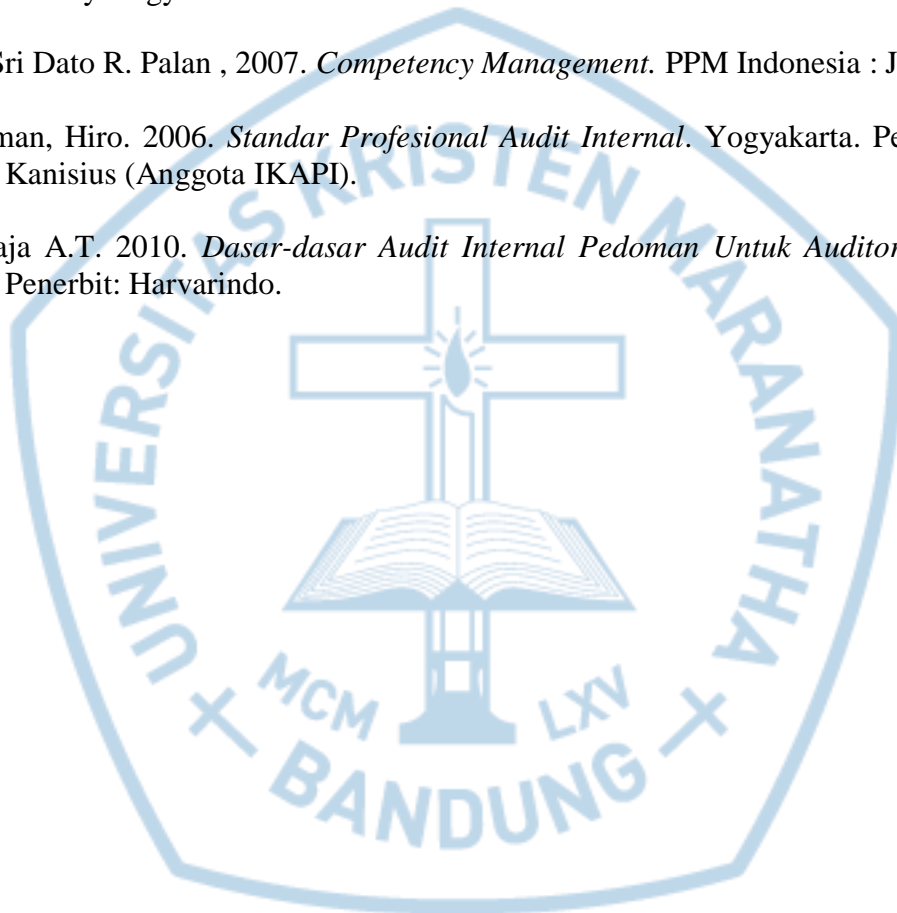 Sri Dato R. Palan , 2007. Competency Management. PPM Indonesia : J
man, Hiro. 2006. Standar Profesional Audit Internal. Yogyakarta. Pe
Kanisius (Anggota IKAPI).
aja A.T. 2010. Dasar-dasar Audit Internal Pedoman Untuk Auditor
Penerbit: Harvarindo.
UNIVERSITAS KRISTEN MARANATHA
MCM LXV
BANDUNG